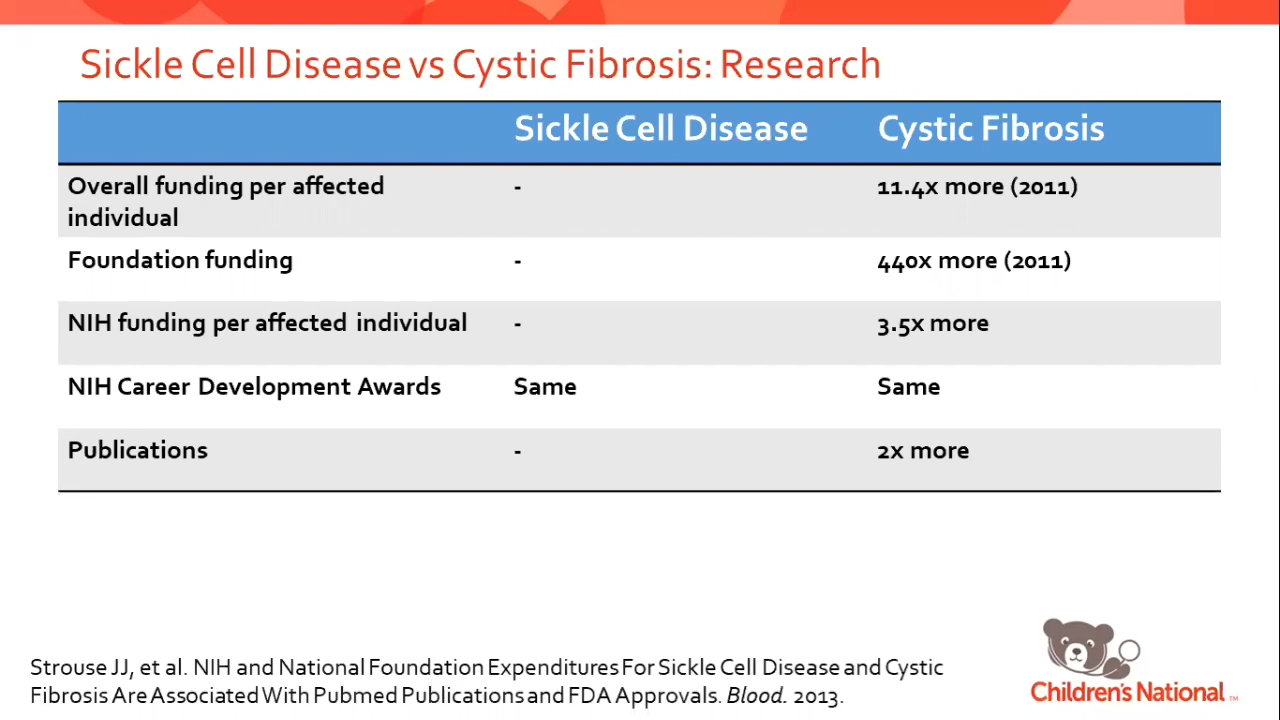 Sickle Cell Disease vs Cystic Fibrosis: Research
Sickle Cell Disease Cystic Fibrosis
Overall funding per affected - 11.4x more (2011)
individual
Foundation funding - 440x more (2011)
NIH funding per affected individual - 3.5x more
NIH Career Development Awards Same Same
Publications - 2x more
Strouse JJ, et al. NIH and National Foundation Expenditures For Sickle Cell Disease and Cystic
Fibrosis Are Associated With Pubmed Publications and FDA Approvals. Blood. 2013.
Children's National ™